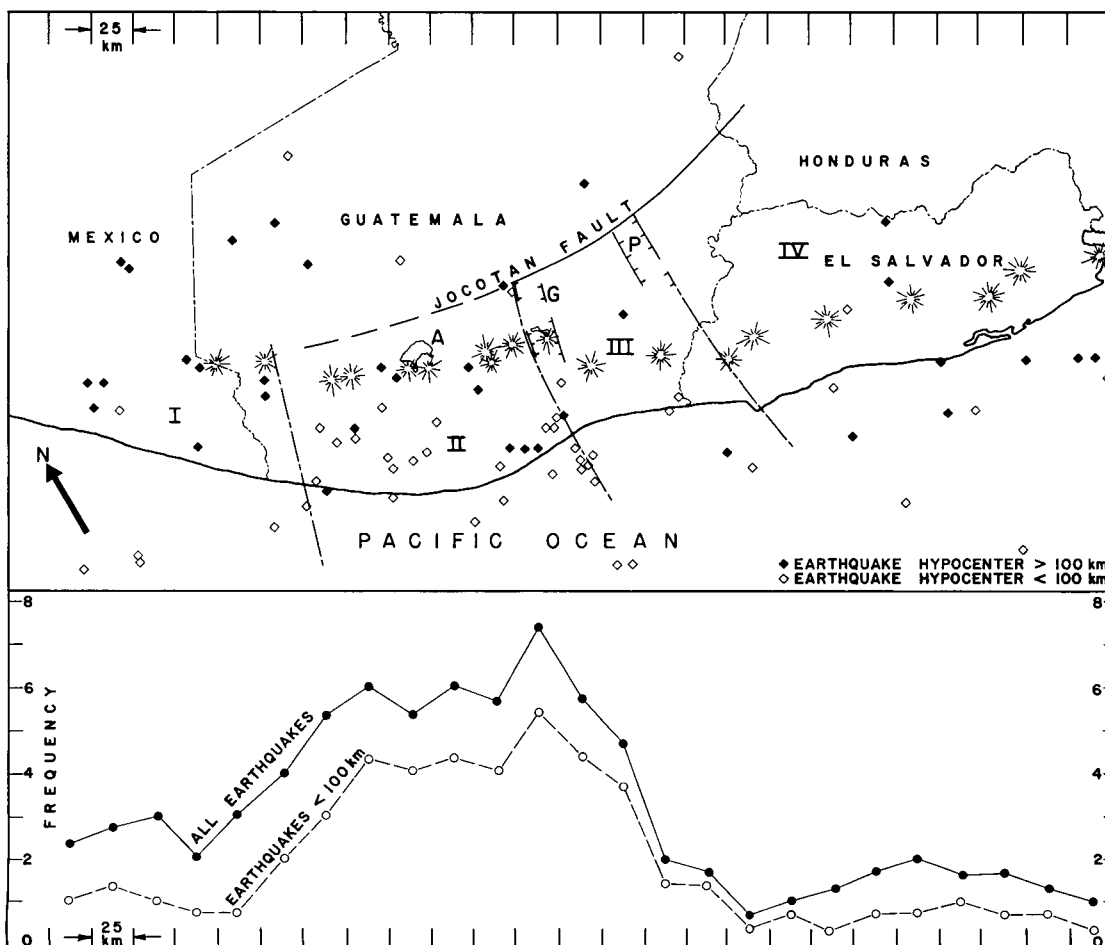 25
km
HONDURAS
GUATEMALA
MEXICO
JOCOTAN FAULT
P
IV
EL SALVADOR
G
A
III
I
II
N
PACIFIC OCEAN
◆ EARTHQUAKE HYPOCENTER > 100 km
◇ EARTHQUAKE HYPOCENTER < 100 km
8 8
6 6
4 4
2 2
0 0
FREQUENCY
ALL EARTHQUAKES
EARTHQUAKES < 100 km
25
km